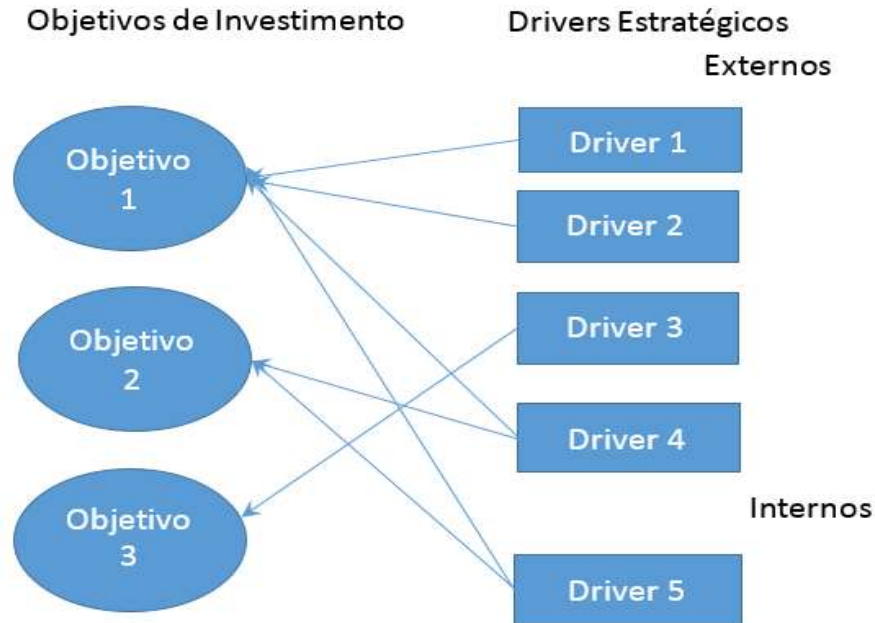 Objetivos de Investimento
Drivers Estratégicos
Externos
Objetivo
1
Objetivo
2
Objetivo
3
Driver 1
Driver 2
Driver 3
Driver 4
Internos
Driver 5